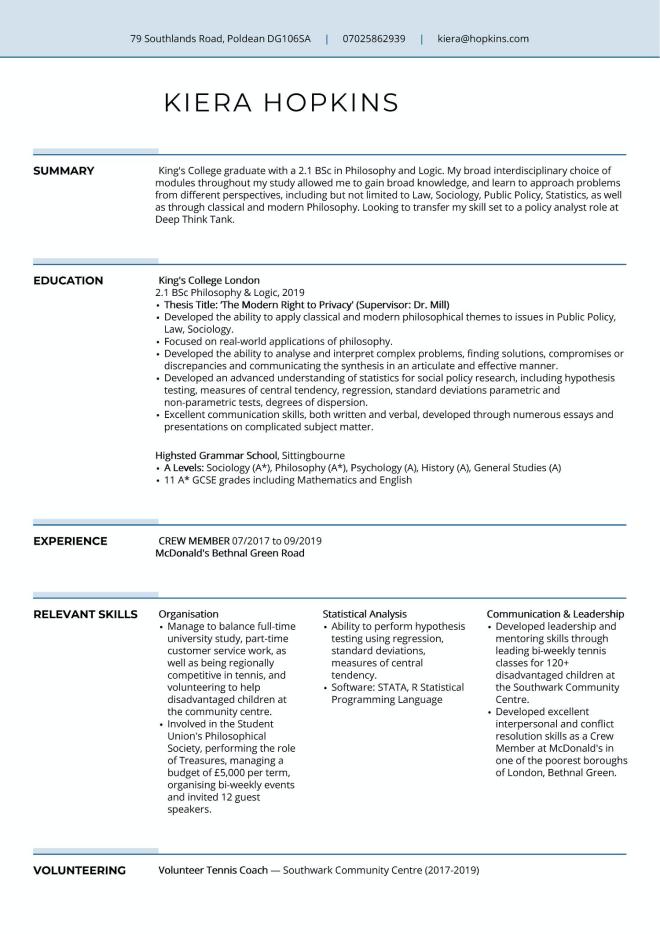 79 Southlands Road, Poldean DG106SA | 07025862939 | kiera@hopkins.com
KIERA HOPKINS
SUMMARY
King's College graduate with a 2.1 BSc in Philosophy and Logic. My broad interdisciplinary choice of
modules throughout my study allowed me to gain broad knowledge, and learn to approach problems
from different perspectives, including but not limited to Law, Sociology, Public Policy, Statistics, as well
as through classical and modern Philosophy. Looking to transfer my skill set to a policy analyst role at
Deep Think Tank.
EDUCATION
King's College London
2.1 BSc Philosophy & Logic, 2019
• Thesis Title: 'The Modern Right to Privacy' (Supervisor: Dr. Mill)
• Developed the ability to apply classical and modern philosophical themes to issues in Public Policy,
Law, Sociology.
• Focused on real-world applications of philosophy.
• Developed the ability to analyse and interpret complex problems, finding solutions, compromises or
discrepancies and communicating the synthesis in an articulate and effective manner.
• Developed an advanced understanding of statistics for social policy research, including hypothesis
testing, measures of central tendency, regression, standard deviations parametric and
non-parametric tests, degrees of dispersion.
• Excellent communication skills, both written and verbal, developed through numerous essays and
presentations on complicated subject matter.
Highsted Grammar School, Sittingbourne
• A Levels: Sociology (A*), Philosophy (A*), Psychology (A), History (A), General Studies (A)
• 11 A* GCSE grades including Mathematics and English
EXPERIENCE
CREW MEMBER 07/2017 to 09/2019
McDonald's Bethnal Green Road
RELEVANT SKILLS
Organisation
• Manage to balance full-time
university study, part-time
customer service work, as
well as being regionally
competitive in tennis, and
volunteering to help
disadvantaged children at
the community centre.
• Involved in the Student
Union's Philosophical
Society, performing the role
of Treasures, managing a
budget of £5,000 per term,
organising bi-weekly events
and invited 12 guest
speakers.
Statistical Analysis
• Ability to perform hypothesis
testing using regression,
standard deviations,
measures of central
tendency.
• Software: STATA, R Statistical
Programming Language
Communication & Leadership
• Developed leadership and
mentoring skills through
leading bi-weekly tennis
classes for 120+
disadvantaged children at
the Southwark Community
Centre.
• Developed excellent
interpersonal and conflict
resolution skills as a Crew
Member at McDonald's in
one of the poorest boroughs
of London, Bethnal Green.
VOLUNTEERING
Volunteer Tennis Coach — Southwark Community Centre (2017-2019)